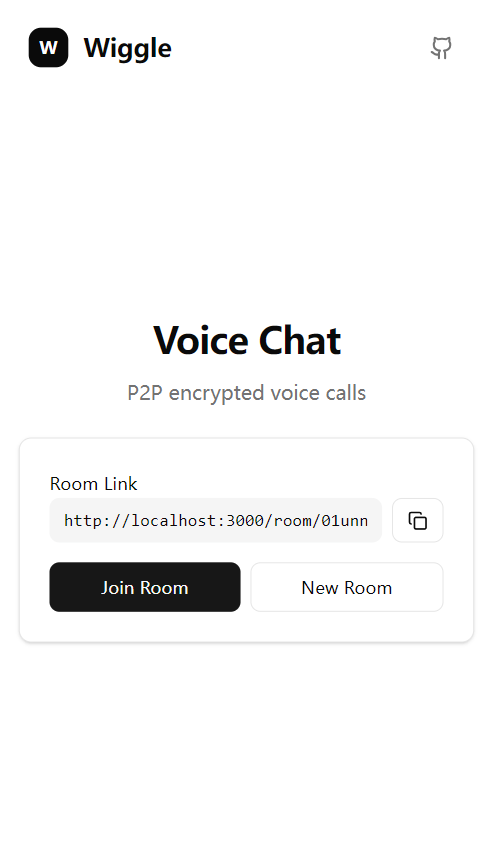 W Wiggle
Voice Chat
P2P encrypted voice calls
Room Link
http://localhost:3000/room/01unn
Join Room New Room